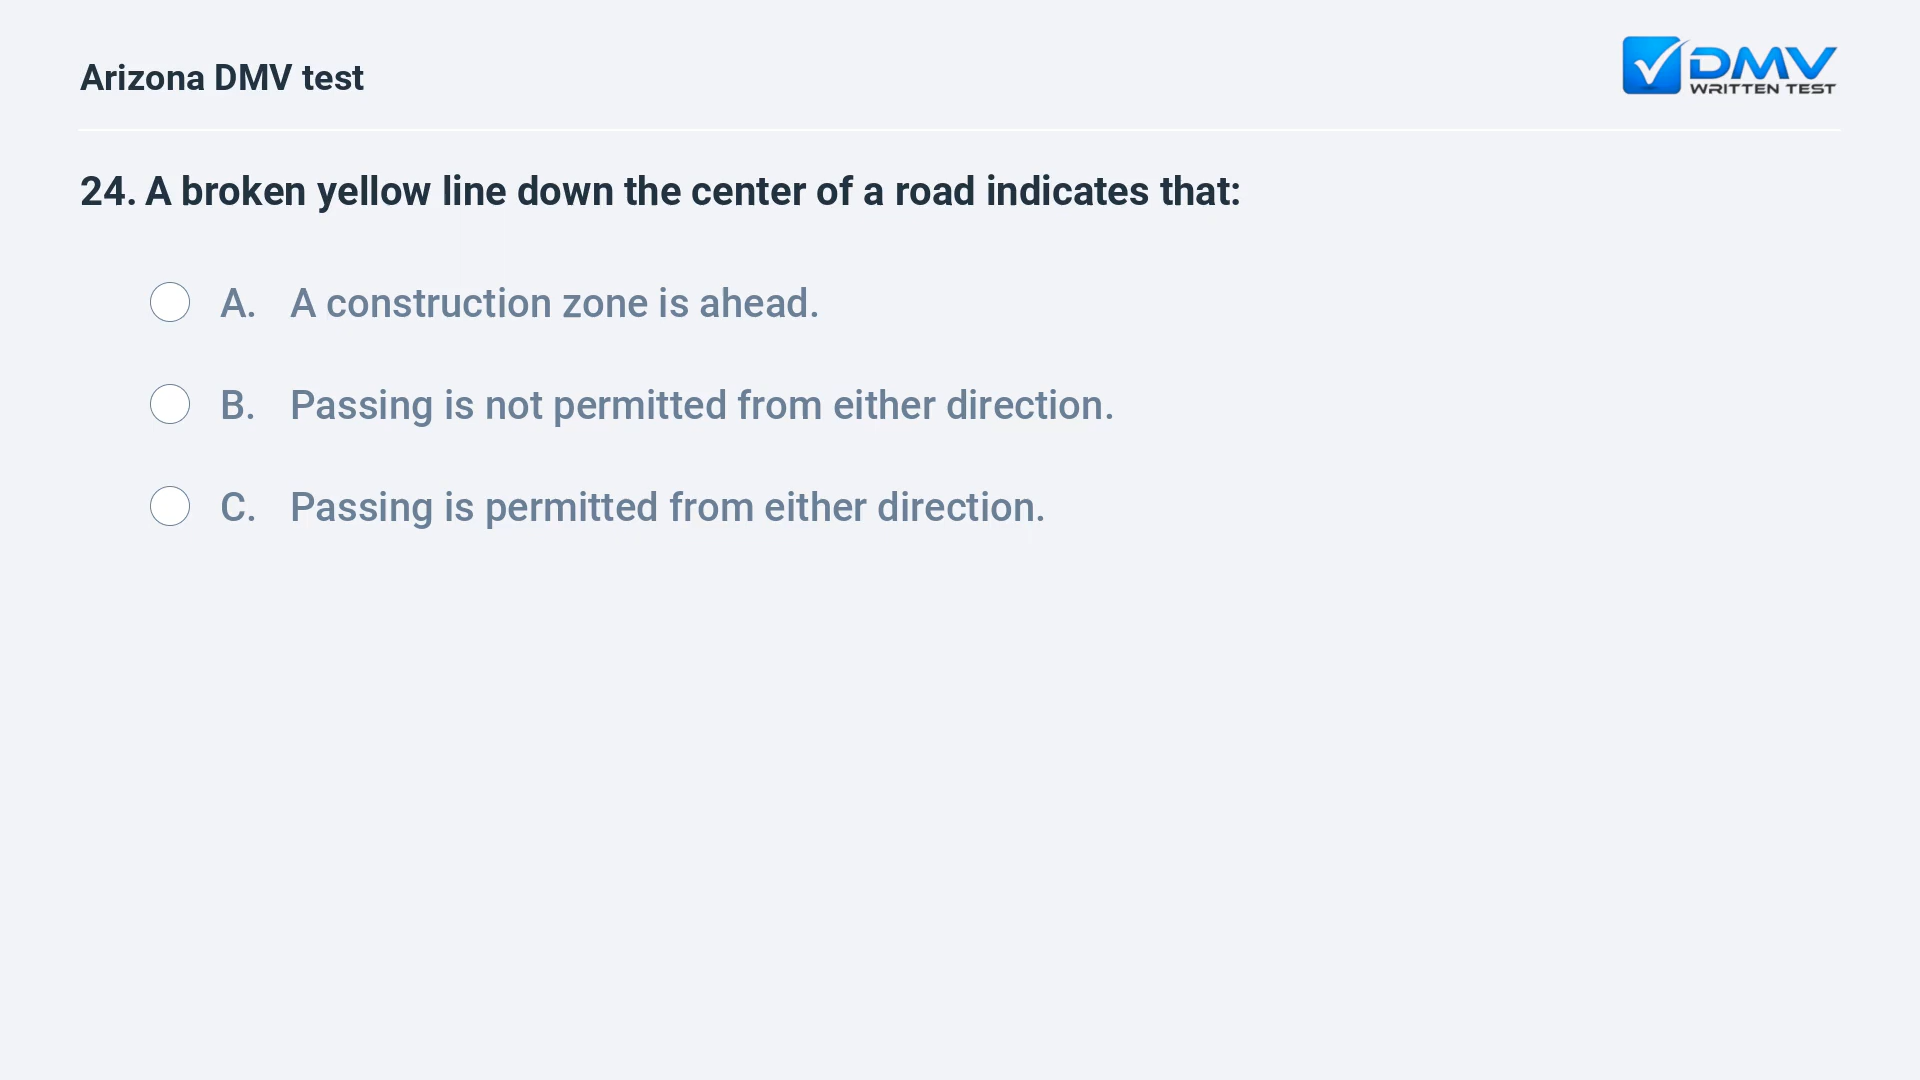 Arizona DMV test
DMV
WRITTEN TEST
24. A broken yellow line down the center of a road indicates that:
A. A construction zone is ahead.
B. Passing is not permitted from either direction.
C. Passing is permitted from either direction.